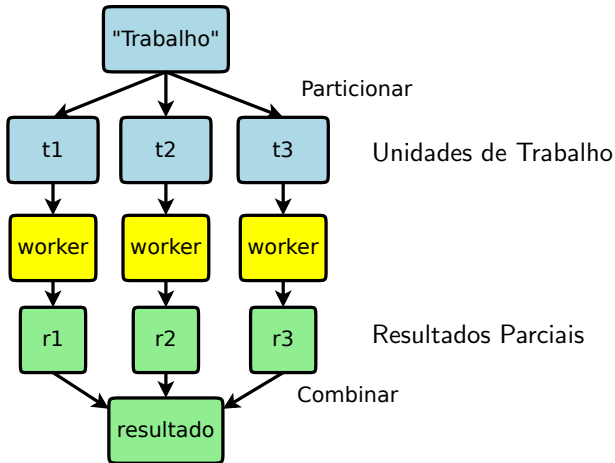 "Trabalho"
Particionar
t1 t2 t3 Unidades de Trabalho
worker worker worker
r1 r2 r3 Resultados Parciais
Combinar
resultado